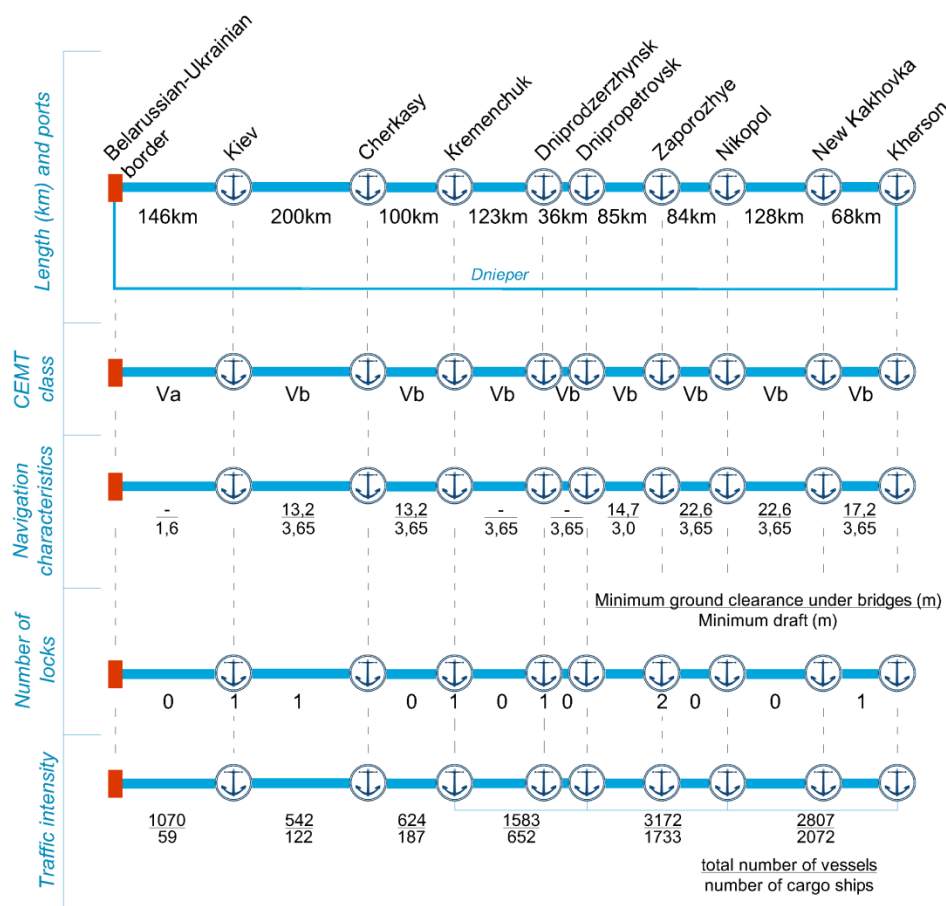 Length (km) and ports
Belarussian-Ukrainian
border
Kiev
Cherkasy
Kremenchuk
Dniprodzerzhynsk
Dnipropetrovsk
Zaporozhye
Nikopol
New Kakhovka
Kherson
146km
200km
100km
123km
36km
85km
84km
128km
68km
Dnieper
CEMT
class
Va
Vb
Vb
Vb
Vb
Vb
Vb
Vb
Vb
Navigation
characteristics
- 13,2 13,2 - - 14,7 22,6 22,6 17,2
1,6 3,65 3,65 3,65 3,65 3,0 3,65 3,65 3,65
Minimum ground clearance under bridges (m)
Minimum draft (m)
Number of
locks
0 1 1 0 1 0 1 0 2 0 0 1
Traffic intensity
1070 542 624 1583 3172 2807
59 122 187 652 1733 2072
total number of vessels
number of cargo ships